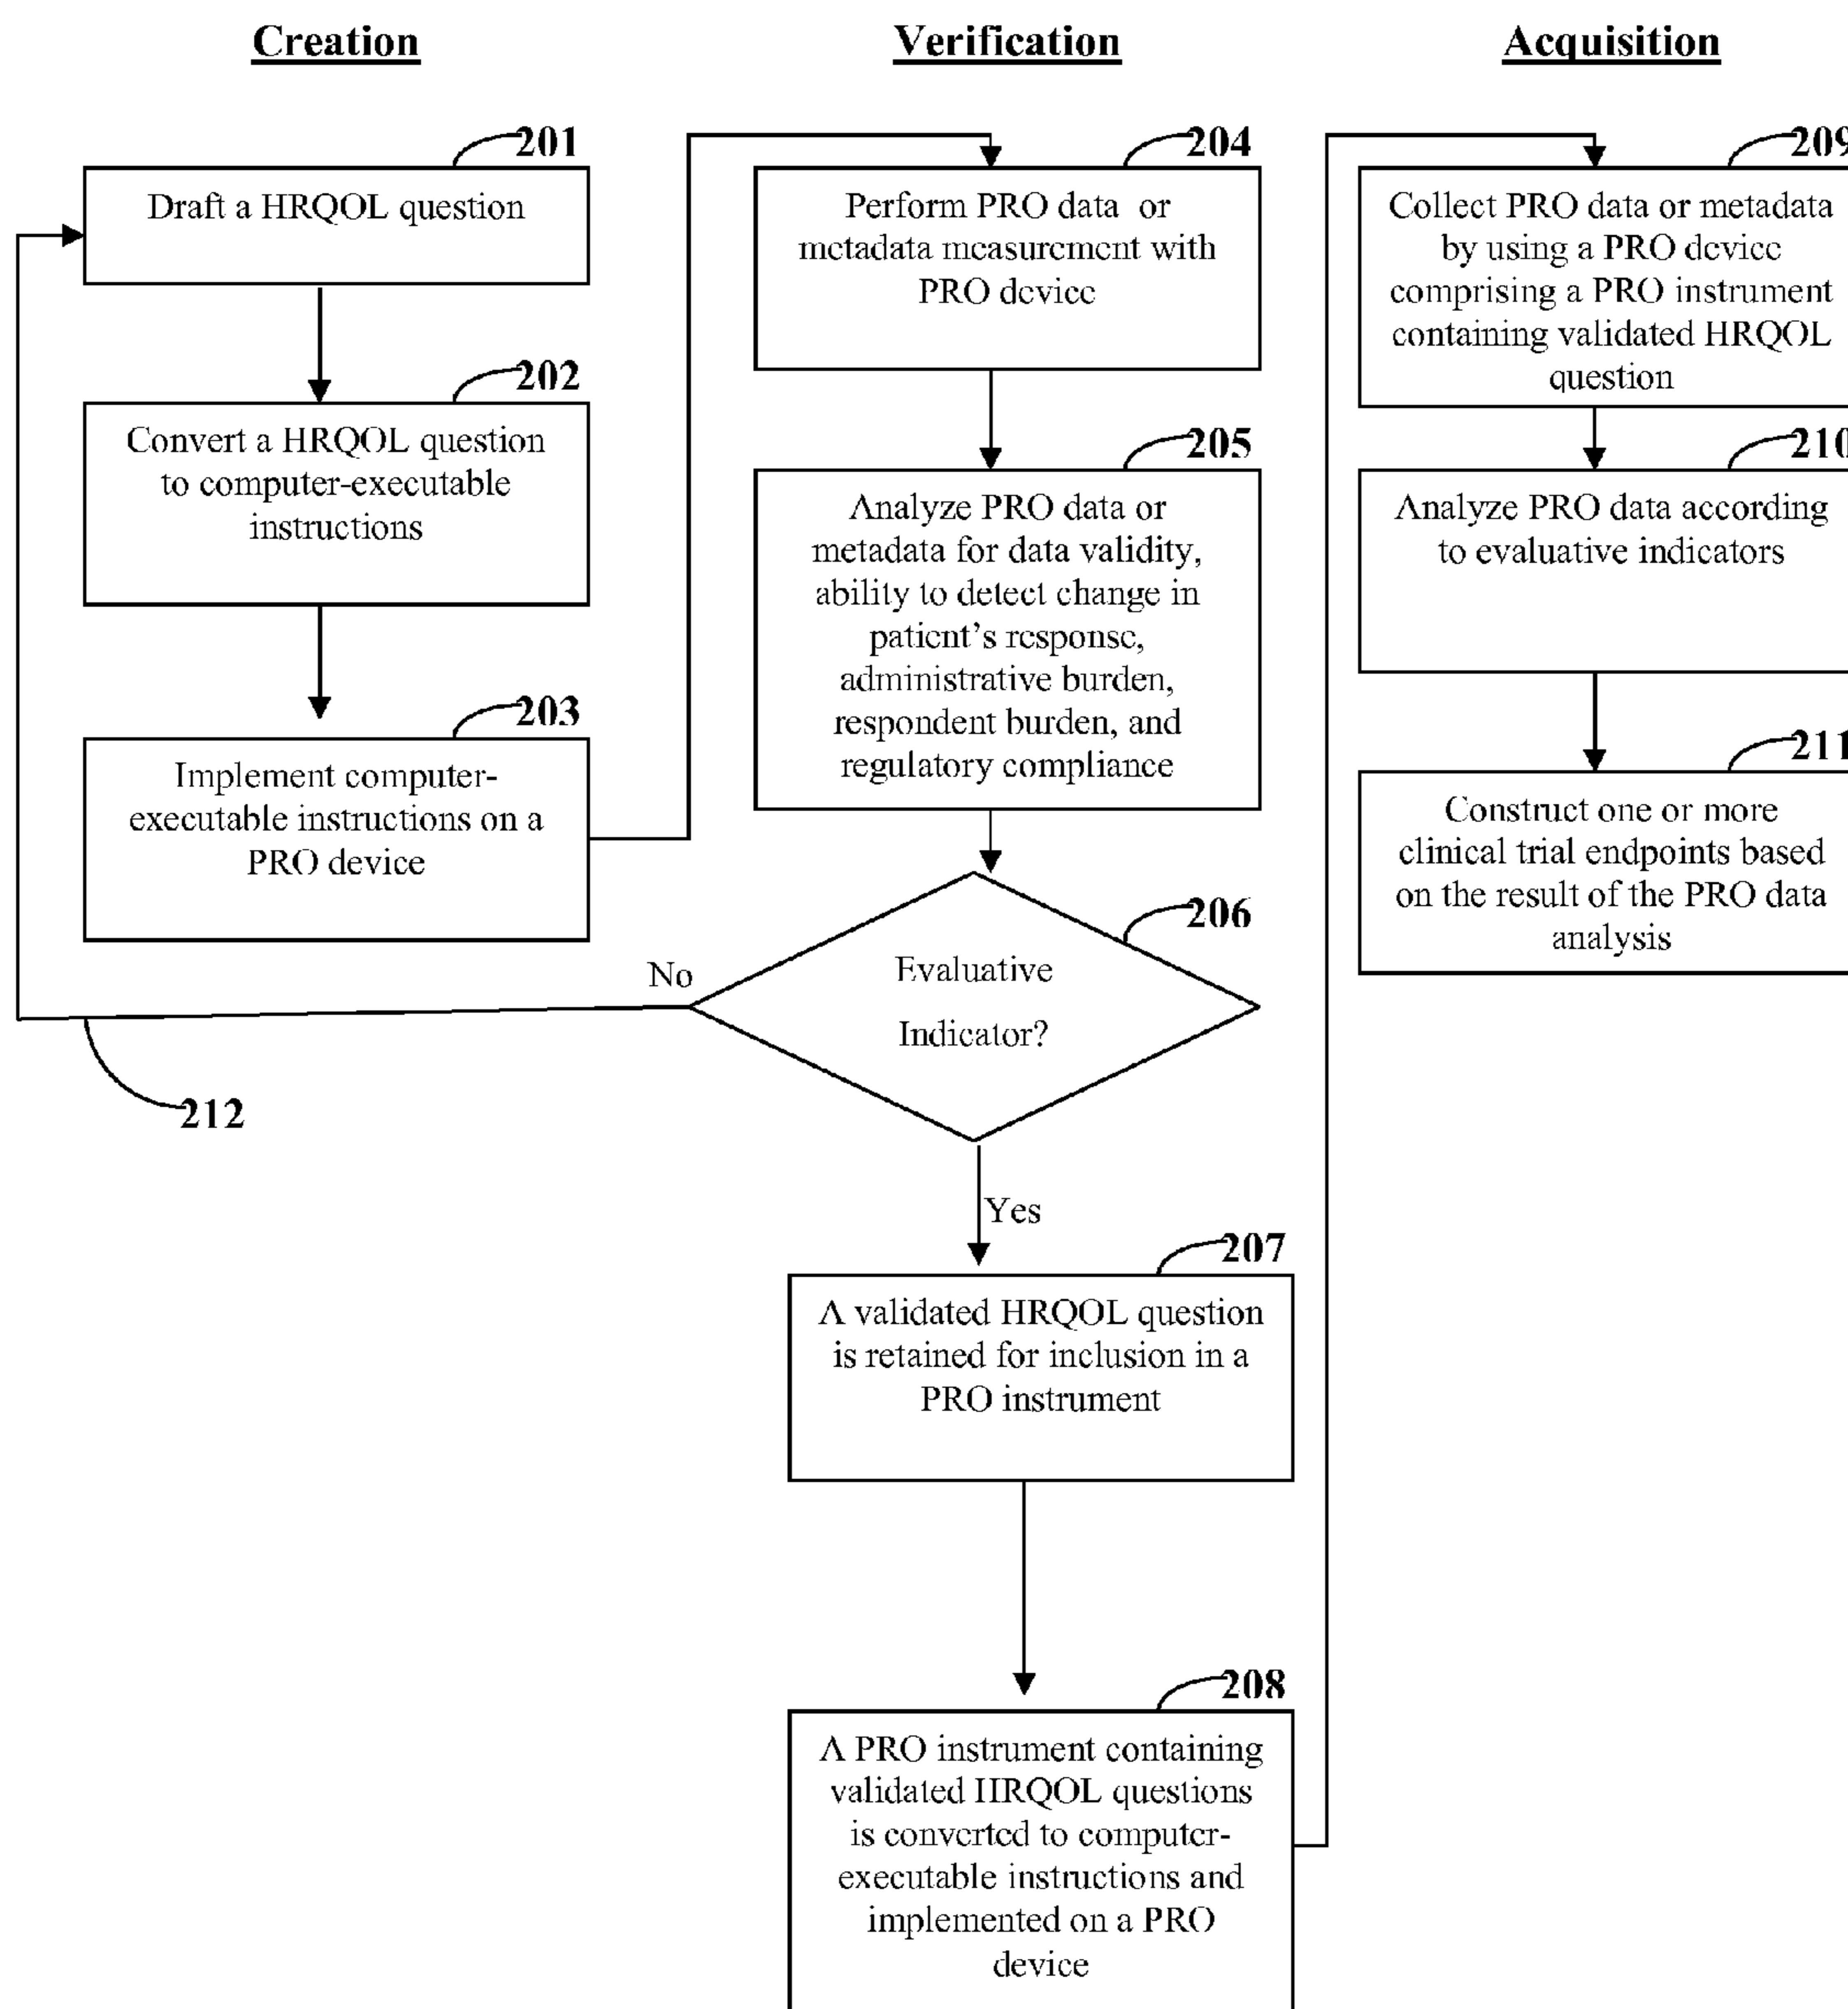 Creation
201
Draft a HRQOL question
202
Convert a HRQOL question
to computer-executable
instructions
203
Implement computer-
executable instructions on a
PRO device
212
Verification
204
Perform PRO data or
metadata measurement with
PRO device
205
Analyze PRO data or
metadata for data validity,
ability to detect change in
patient's response,
administrative burden,
respondent burden, and
regulatory compliance
206
Evaluative
Indicator?
No
Yes
207
A validated HRQOL question
is retained for inclusion in a
PRO instrument
208
A PRO instrument containing
validated HRQOL questions
is converted to computer-
executable instructions and
implemented on a PRO
device
Acquisition
209
Collect PRO data or metadata
by using a PRO device
comprising a PRO instrument
containing validated HRQOL
question
210
Analyze PRO data according
to evaluative indicators
211
Construct one or more
clinical trial endpoints based
on the result of the PRO data
analysis